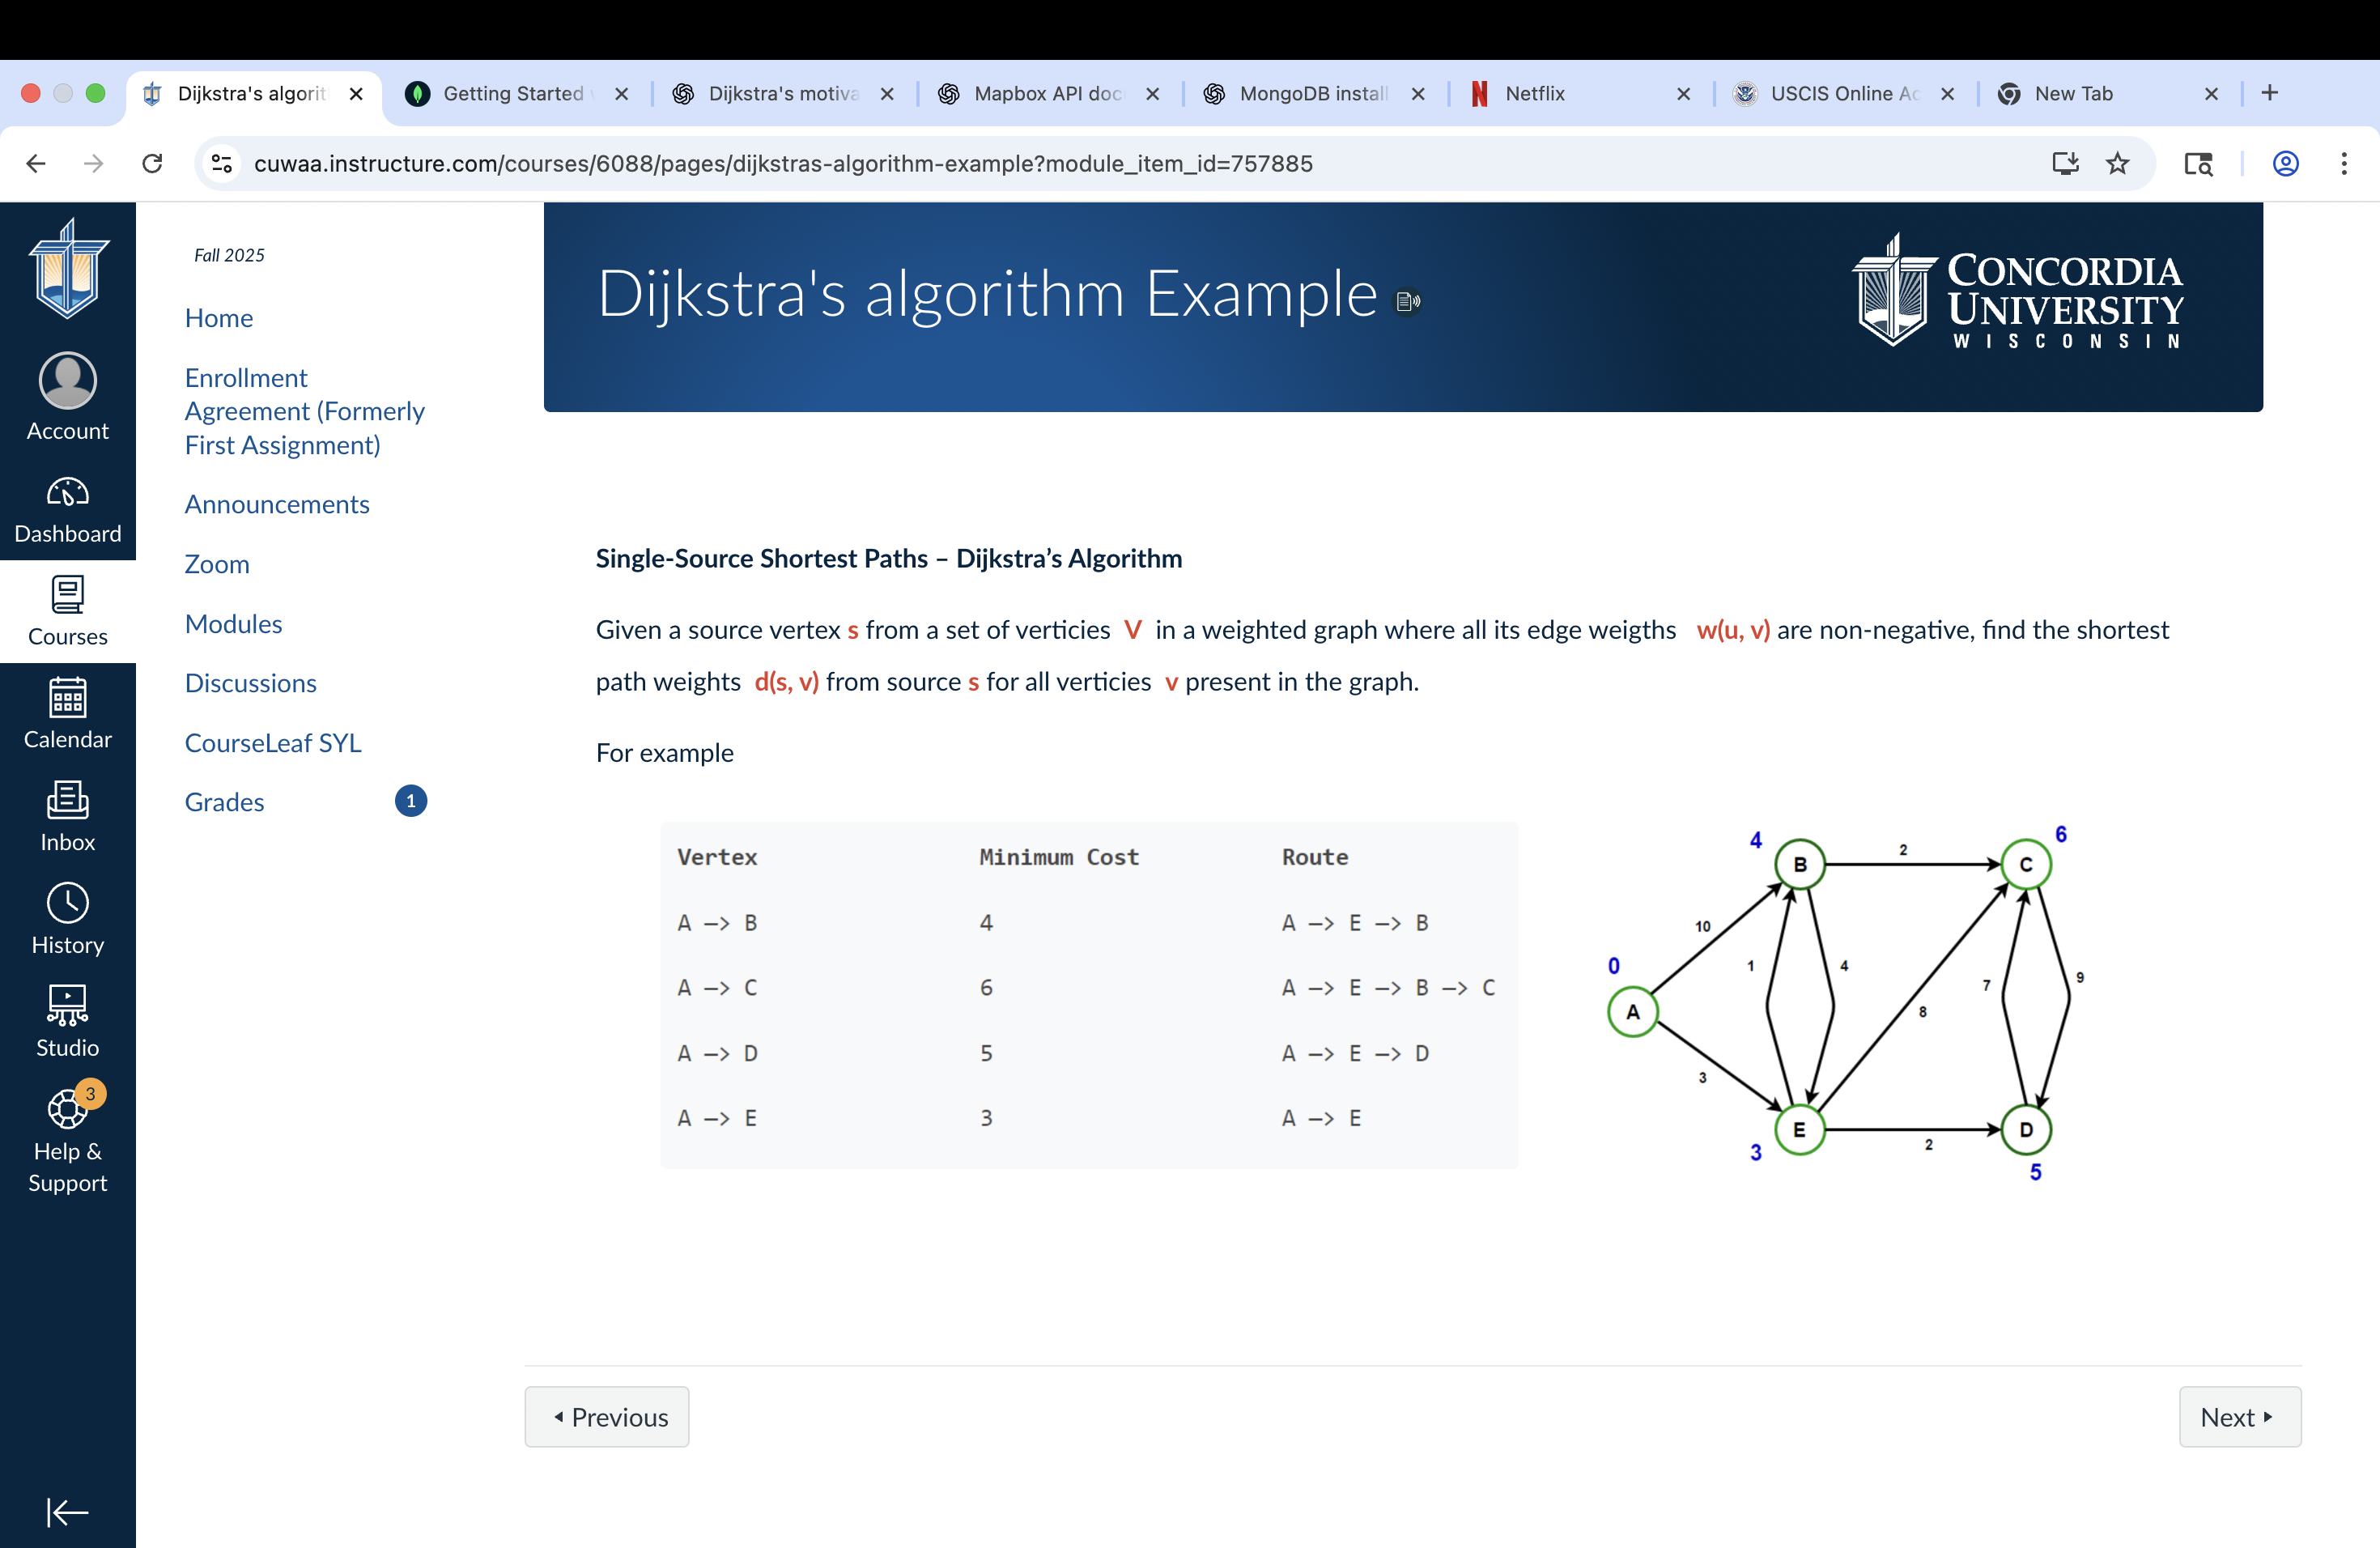 Dijkstra's algorit
Getting Started
Dijkstra's motiva
Mapbox API doc
MongoDB install
Netflix
USCIS Online Ac
New Tab
cuwaa.instructure.com/courses/6088/pages/dijkstras-algorithm-example?module_item_id=757885
Account
Dashboard
Courses
Calendar
Inbox
History
Studio
3
Help &
Support
Fall 2025
Home
Enrollment
Agreement (Formerly
First Assignment)
Announcements
Zoom
Modules
Discussions
CourseLeaf SYL
Grades 1
Dijkstra's algorithm Example
CONCORDIA
UNIVERSITY
WISCONSIN
Single-Source Shortest Paths – Dijkstra’s Algorithm
Given a source vertex s from a set of verticies V in a weighted graph where all its edge weigths w(u, v) are non-negative, find the shortest
path weights d(s, v) from source s for all verticies v present in the graph.
For example
Vertex Minimum Cost Route
A —> B 4 A —> E —> B
A —> C 6 A —> E —> B —> C
A —> D 5 A —> E —> D
A —> E 3 A —> E
4 6
B 2 C
10
0 1 4 7 9
A 8
3
E 2 D
3 5
Previous
Next